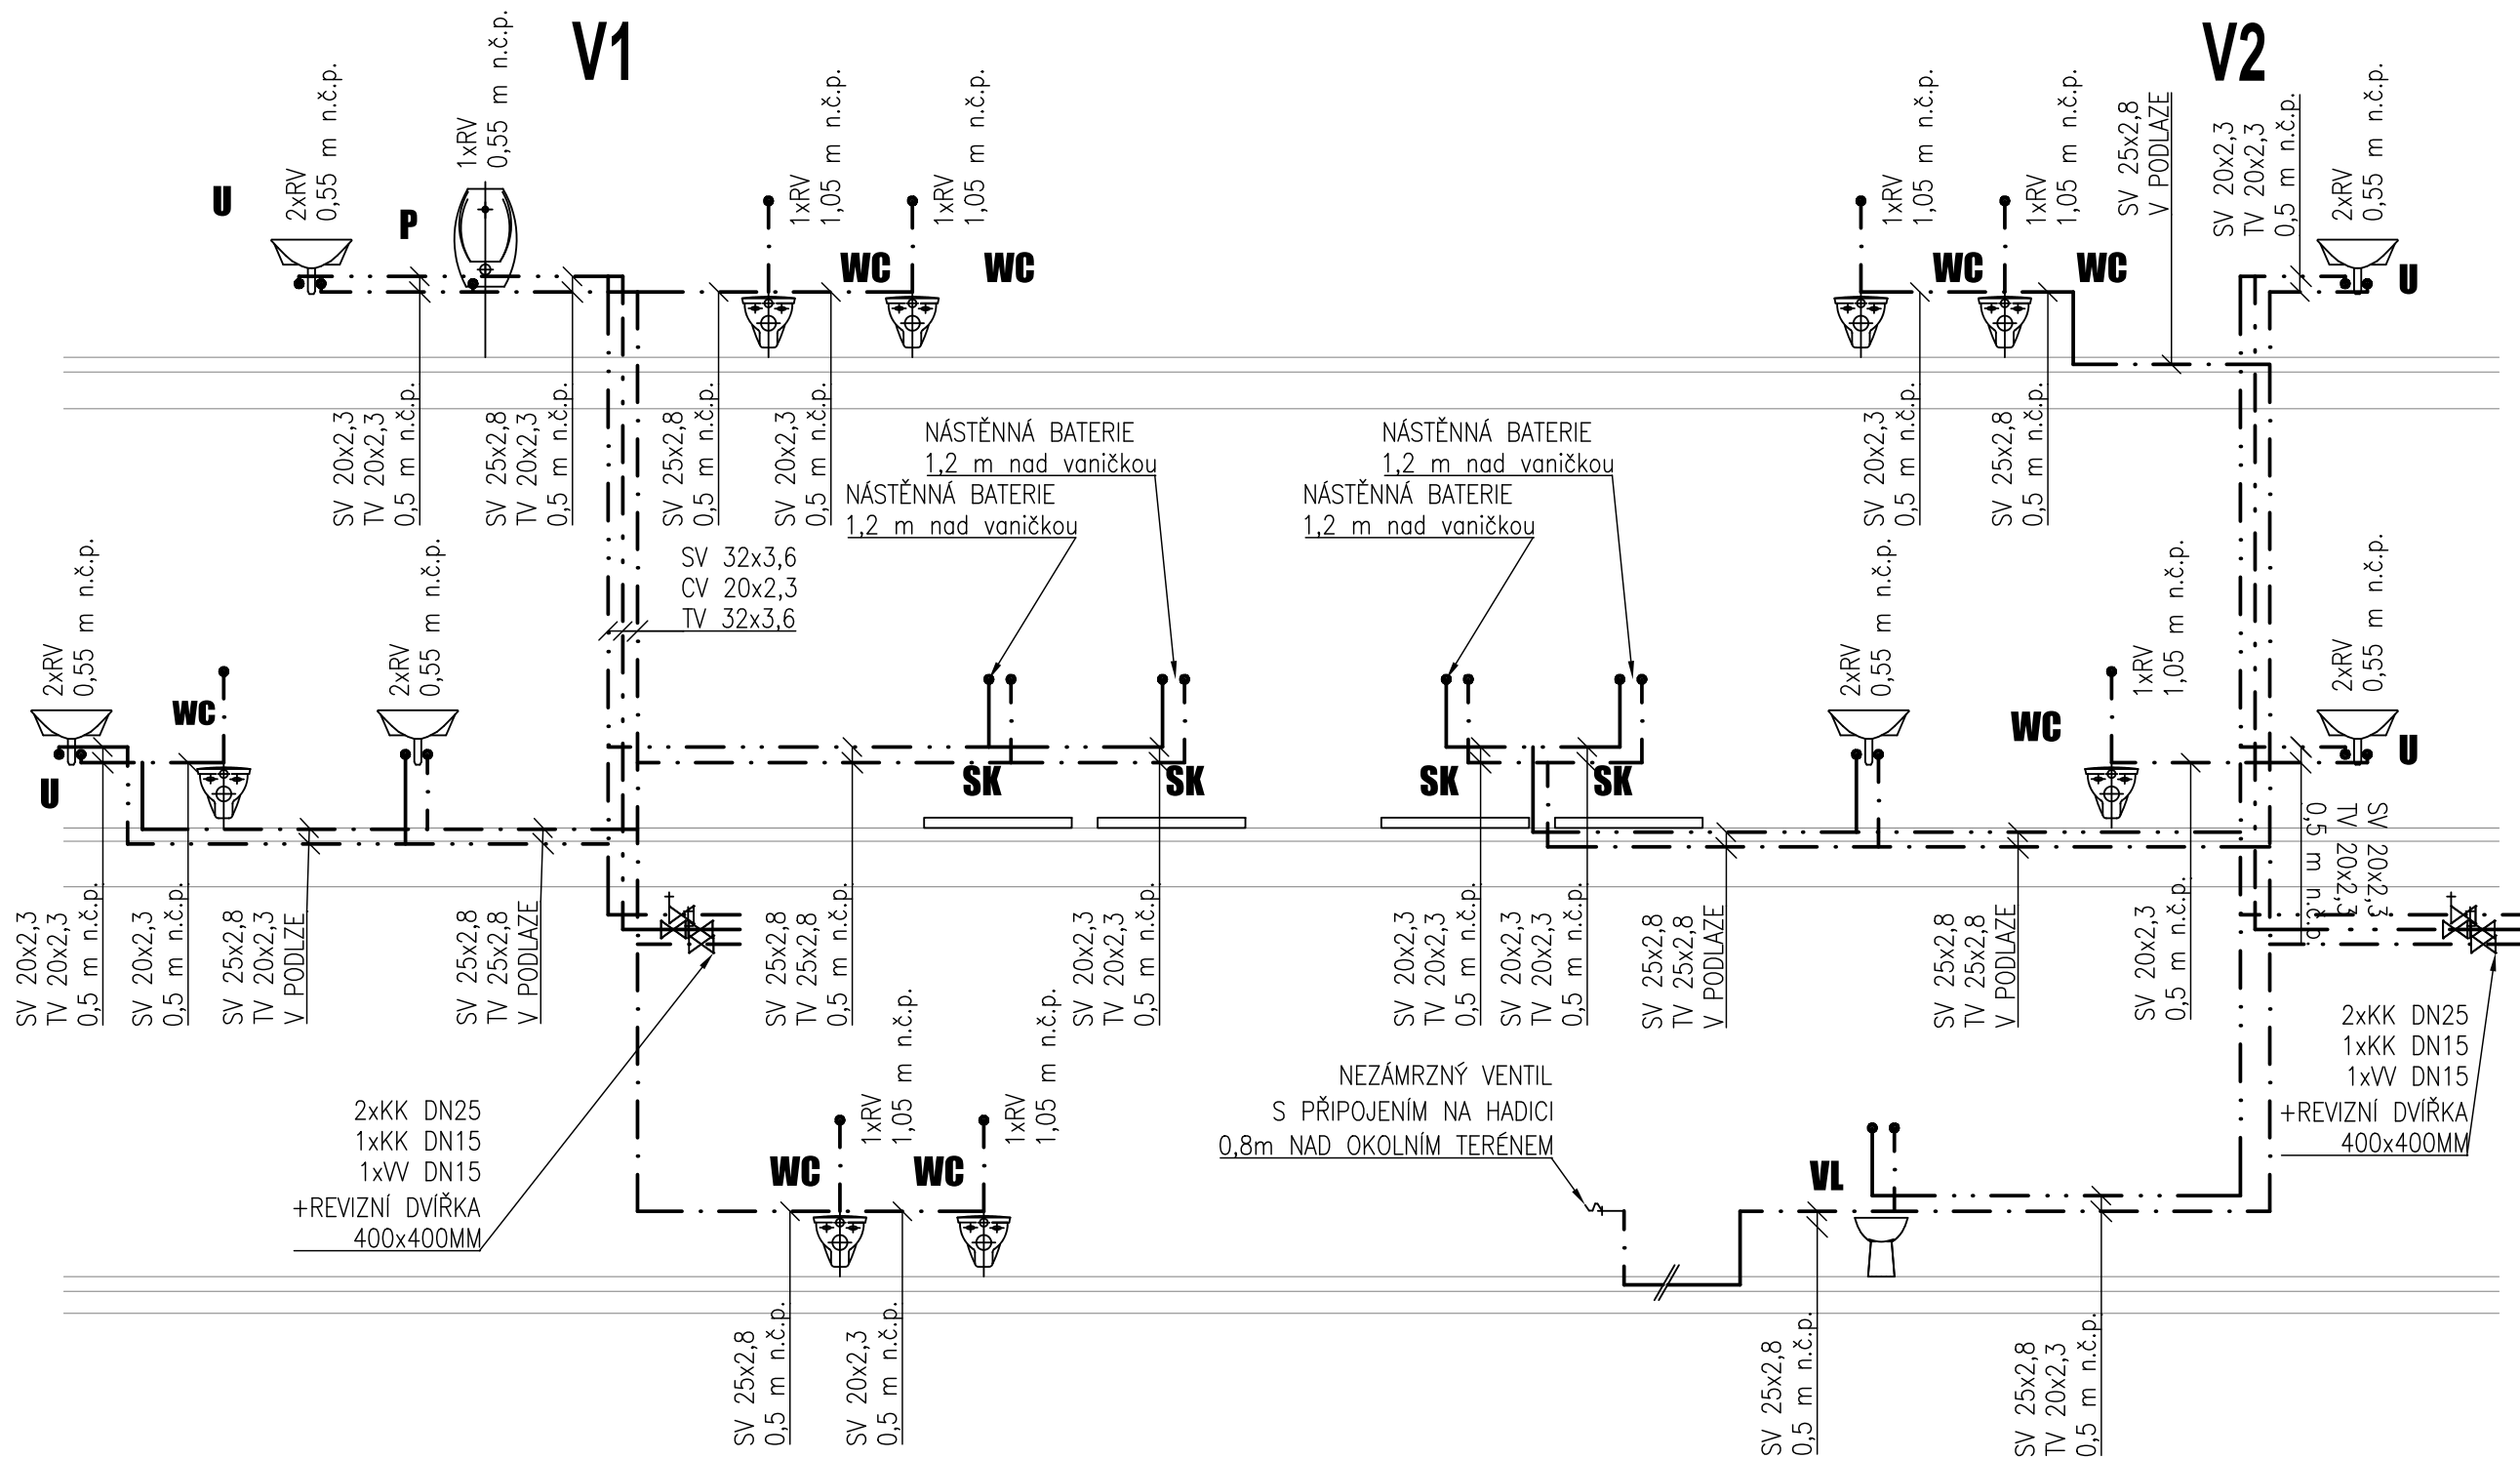 V1
V2
U
2xRV
0,55 m n.č.p.
P
1xRV
0,55 m n.č.p.
1xRV
1,05 m n.č.p.
WC
1xRV
1,05 m n.č.p.
WC
1xRV
1,05 m n.č.p.
WC
1xRV
1,05 m n.č.p.
WC
SV 25x2,8
V PODLAZE
SV 20x2,3
TV 20x2,3
0,5 m n.č.p.
2xRV
0,55 m n.č.p.
U
SV 20x2,3
TV 20x2,3
0,5 m n.č.p.
SV 25x2,8
TV 20x2,3
0,5 m n.č.p.
SV 25x2,8
0,5 m n.č.p.
SV 20x2,3
0,5 m n.č.p.
NÁSTĚNNÁ BATERIE
1,2 m nad vaničkou
NÁSTĚNNÁ BATERIE
1,2 m nad vaničkou
NÁSTĚNNÁ BATERIE
1,2 m nad vaničkou
NÁSTĚNNÁ BATERIE
1,2 m nad vaničkou
SV 20x2,3
0,5 m n.č.p.
SV 25x2,8
0,5 m n.č.p.
SV 32x3,6
CV 20x2,3
TV 32x3,6
2xRV
0,55 m n.č.p.
U
WC
2xRV
0,55 m n.č.p.
SK
SK
SK
SK
2xRV
0,55 m n.č.p.
WC
1xRV
1,05 m n.č.p.
2xRV
0,55 m n.č.p.
U
SV 20x2,3
TV 20x2,3
0,5 m n.č.p.
SV 20x2,3
0,5 m n.č.p.
SV 25x2,8
TV 20x2,3
V PODLZE
SV 25x2,8
TV 25x2,8
V PODLAZE
SV 25x2,8
TV 25x2,8
0,5 m n.č.p.
SV 20x2,3
TV 20x2,3
0,5 m n.č.p.
SV 20x2,3
TV 20x2,3
0,5 m n.č.p.
SV 20x2,3
TV 20x2,3
0,5 m n.č.p.
SV 25x2,8
TV 25x2,8
V PODLAZE
SV 25x2,8
TV 25x2,8
V PODLAZE
SV 20x2,3
0,5 m n.č.p.
SV 20x2,3
TV 20x2,3
0,5 m n.č.p.
2xKK DN25
1xKK DN15
1xVV DN15
+REVIZNÍ DVÍŘKA
400x400MM
WC
1xRV
1,05 m n.č.p.
WC
1xRV
1,05 m n.č.p.
NEZÁMRZNÝ VENTIL
S PŘIPOJENÍM NA HADICI
0,8m NAD OKOLNÍM TERÉNEM
VL
2xKK DN25
1xKK DN15
1xVV DN15
+REVIZNÍ DVÍŘKA
400x400MM
SV 25x2,8
0,5 m n.č.p.
SV 20x2,3
0,5 m n.č.p.
SV 25x2,8
0,5 m n.č.p.
SV 25x2,8
TV 20x2,3
0,5 m n.č.p.